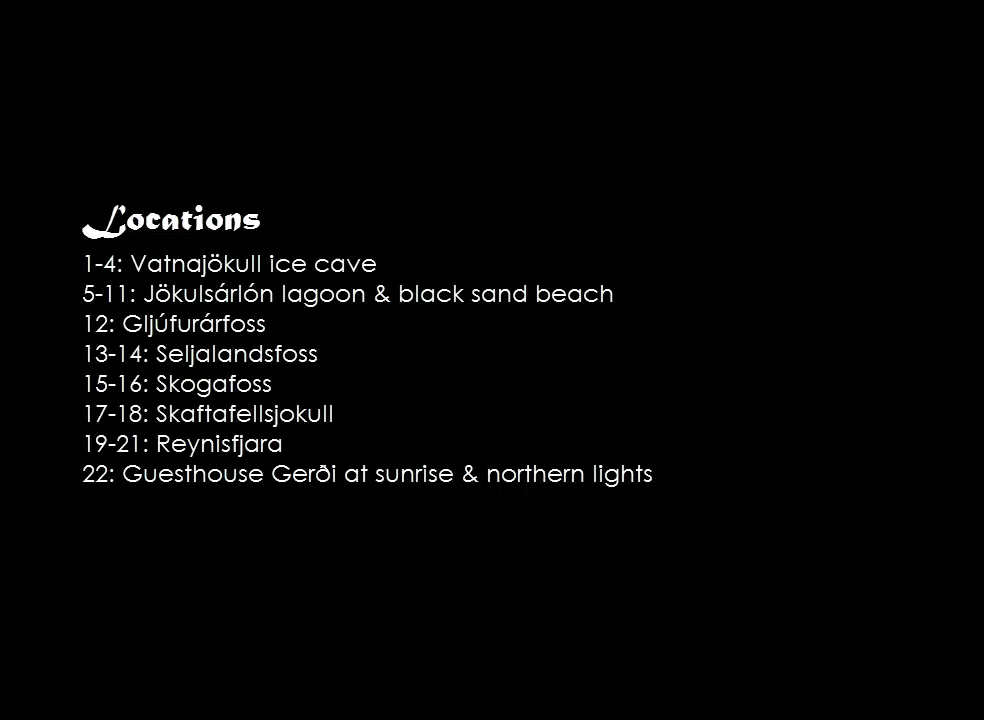 Locations
1-4: Vatnajökull ice cave
5-11: Jökulsárlón lagoon & black sand beach
12: Gljúfurárfoss
13-14: Seljalandsfoss
15-16: Skogafoss
17-18: Skaftafellsjokull
19-21: Reynisfjara
22: Guesthouse Gerði at sunrise & northern lights